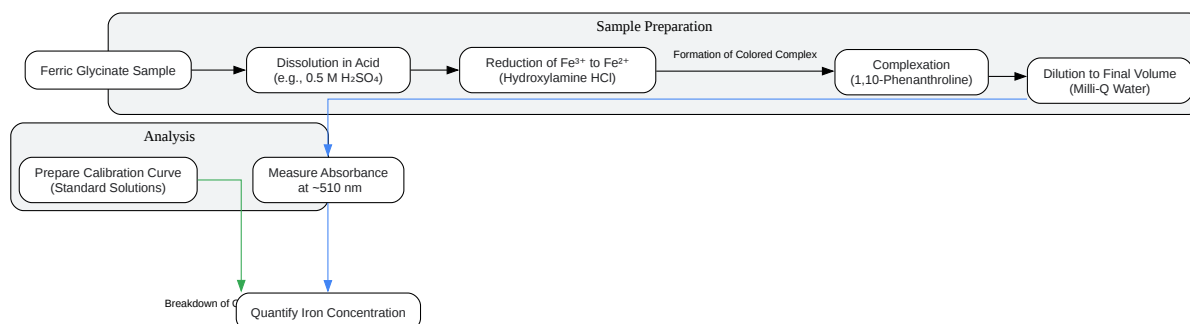 Sample Preparation
Ferric Glycinate Sample
Dissolution in Acid
(e.g., 0.5 M H₂SO₄)
Reduction of Fe³⁺ to Fe²⁺
(Hydroxylamine HCl)
Formation of Colored Complex
Complexation
(1,10-Phenanthroline)
Dilution to Final Volume
(Milli-Q Water)
Analysis
Prepare Calibration Curve
(Standard Solutions)
Measure Absorbance
at ~510 nm
Breakdown of
Quantify Iron Concentration